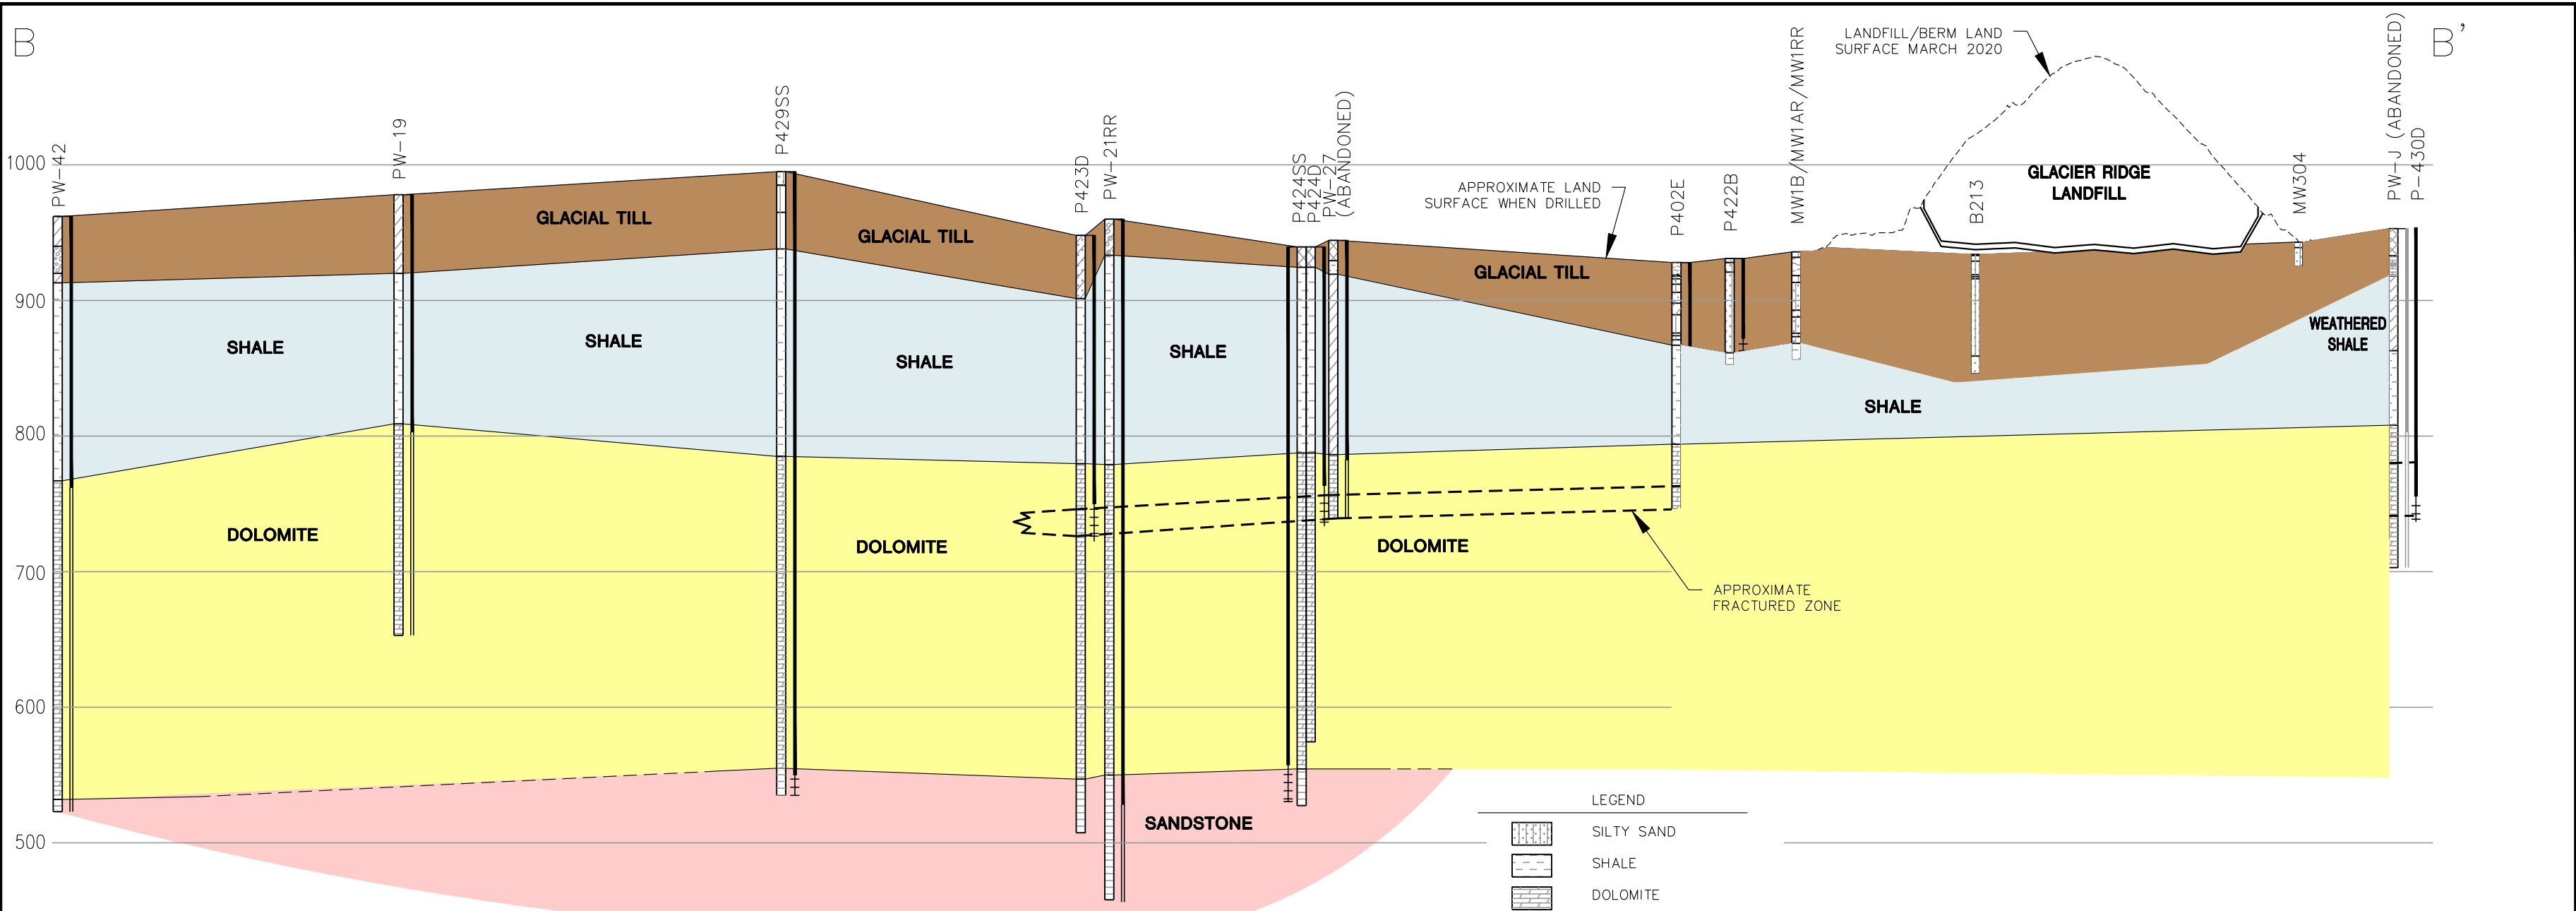 B
B'
LANDFILL/BERM LAND
SURFACE MARCH 2020
PW-42
PW-19
P429SS
P423D
PW-21RR
P424SS
P424D
PW-27
(ABANDONED)
P402E
P422B
MW1B/MW1AR/MW1RR
B213
MW304
PW-J (ABANDONED)
P-430D
1000
900
800
700
600
500
APPROXIMATE LAND
SURFACE WHEN DRILLED
GLACIER RIDGE
LANDFILL
GLACIAL TILL
GLACIAL TILL
GLACIAL TILL
SHALE
SHALE
SHALE
SHALE
SHALE
WEATHERED
SHALE
DOLOMITE
DOLOMITE
DOLOMITE
APPROXIMATE
FRACTURED ZONE
SANDSTONE
LEGEND
SILTY SAND
SHALE
DOLOMITE